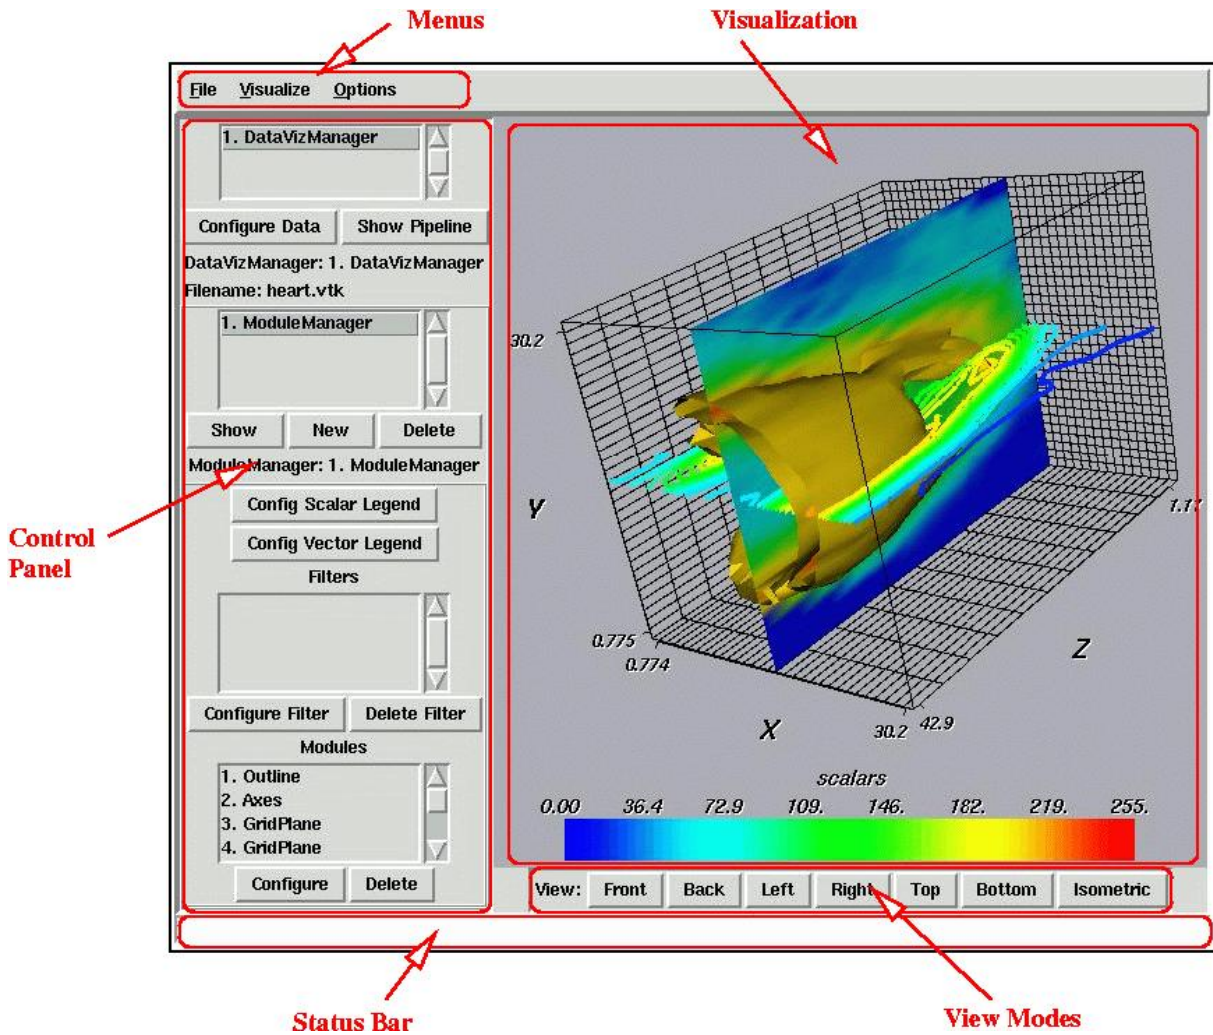 Menus
Visualization
File Visualize Options
1. DataVizManager
Configure Data Show Pipeline
DataVizManager: 1. DataVizManager
Filename: heart.vtk
1. ModuleManager
Show New Delete
ModuleManager: 1. ModuleManager
Config Scalar Legend
Config Vector Legend
Filters
Configure Filter Delete Filter
Modules
1. Outline
2. Axes
3. GridPlane
4. GridPlane
Configure Delete
Control
Panel
30.2
Y
1.17
0.775
0.774
Z
X
30.2 42.9
scalars
0.00 36.4 72.9 109. 146. 182. 219. 255.
View: Front Back Left Right Top Bottom Isometric
Status Bar
View Modes